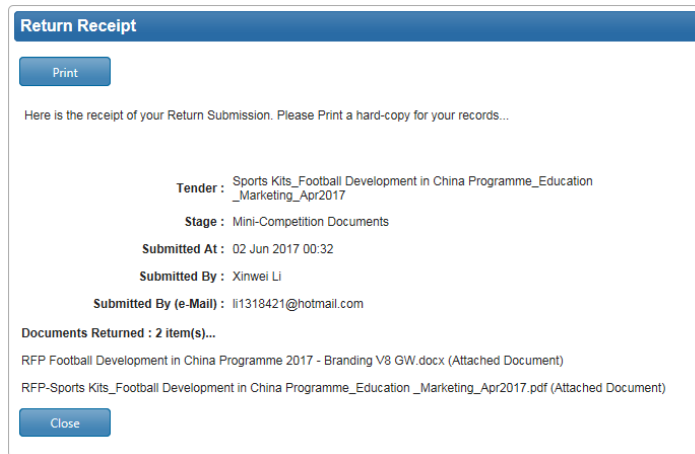 Return Receipt
Print
Here is the receipt of your Return Submission. Please Print a hard-copy for your records...
Tender : Sports Kits_Football Development in China Programme_Education
_Marketing_Apr2017
Stage : Mini-Competition Documents
Submitted At : 02 Jun 2017 00:32
Submitted By : Xinwei Li
Submitted By (e-Mail) : li1318421@hotmail.com
Documents Returned : 2 item(s)...
RFP Football Development in China Programme 2017 - Branding V8 GW.docx (Attached Document)
RFP-Sports Kits_Football Development in China Programme_Education _Marketing_Apr2017.pdf (Attached Document)
Close